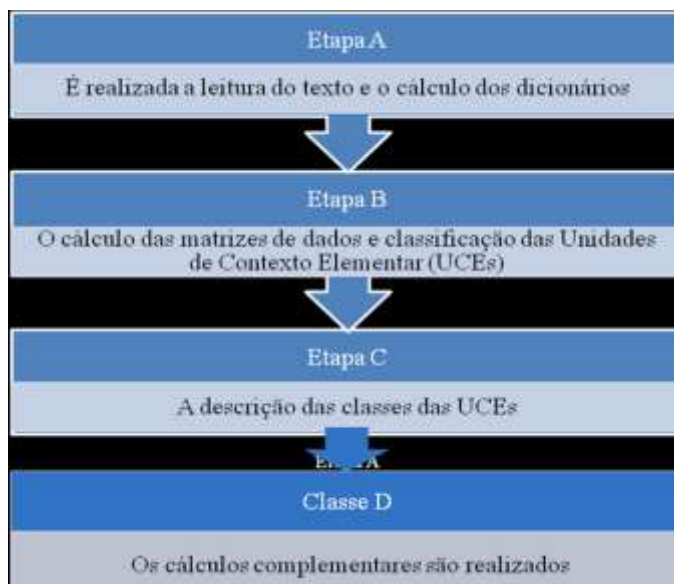 Etapa A
É realizada a leitura do texto e o cálculo dos dicionários
Etapa B
O cálculo das matrizes de dados e classificação das Unidades
de Contexto Elementar (UCEs)
Etapa C
A descrição das classes das UCEs
Classe D
Os cálculos complementares são realizados